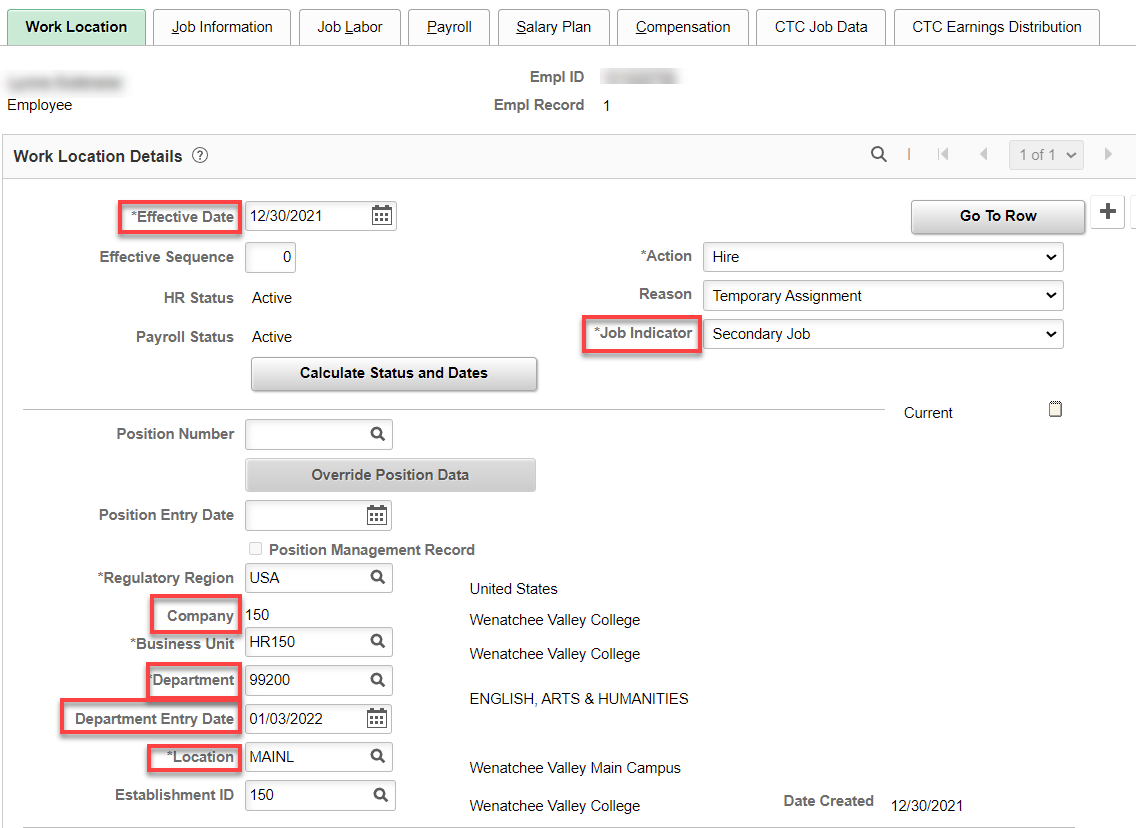 Work Location Job Information Job Labor Payroll Salary Plan Compensation CTC Job Data CTC Earnings Distribution
Empl ID
Employee Empl Record 1
Work Location Details ? 1 of 1
*Effective Date 12/30/2021 Go To Row
Effective Sequence 0 *Action Hire
HR Status Active Reason Temporary Assignment
Payroll Status Active *Job Indicator Secondary Job
Calculate Status and Dates
Current
Position Number
Override Position Data
Position Entry Date
Position Management Record
*Regulatory Region USA United States
Company 150 Wenatchee Valley College
*Business Unit HR150 Wenatchee Valley College
*Department 99200 ENGLISH, ARTS & HUMANITIES
Department Entry Date 01/03/2022
*Location MAINL Wenatchee Valley Main Campus
Establishment ID 150 Wenatchee Valley College Date Created 12/30/2021